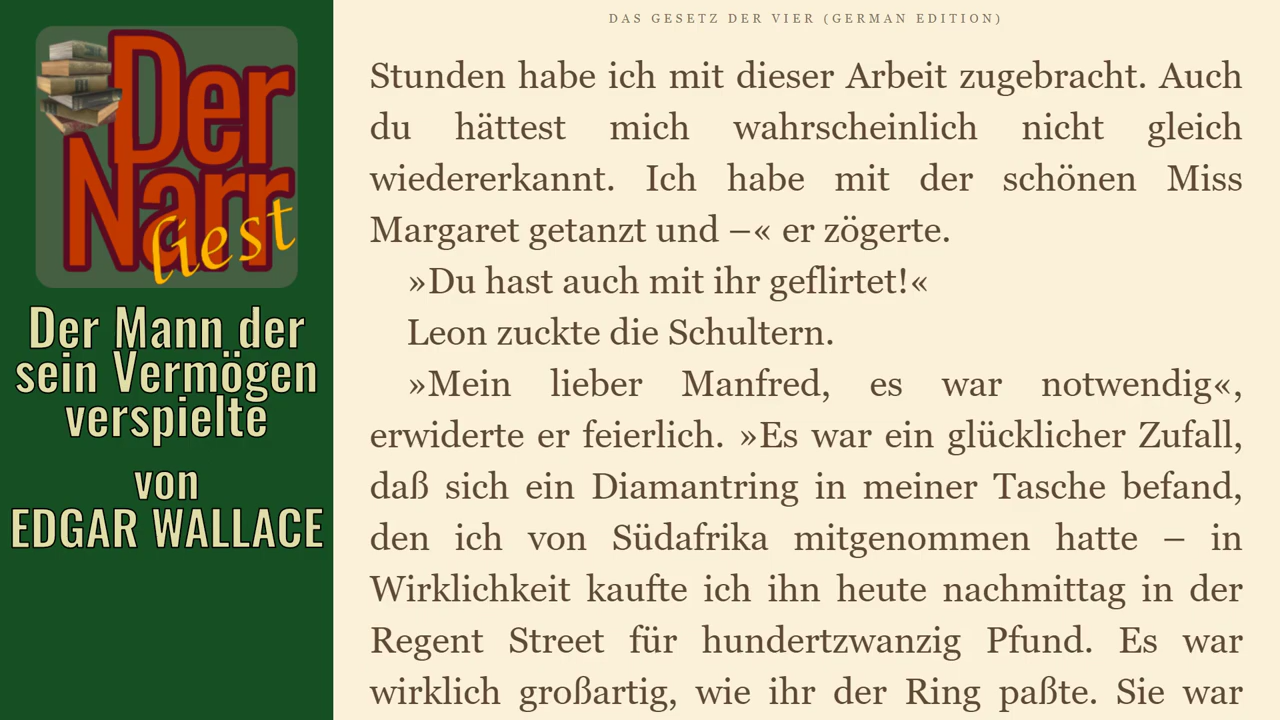 Der
Narr
liest
Der Mann der
sein Vermögen
verspielte
von
EDGAR WALLACE
DAS GESETZ DER VIER (GERMAN EDITION)
Stunden habe ich mit dieser Arbeit zugebracht. Auch
du hättest mich wahrscheinlich nicht gleich
wiedererkannt. Ich habe mit der schönen Miss
Margaret getanzt und –« er zögerte.
»Du hast auch mit ihr geflirtet!«
Leon zuckte die Schultern.
»Mein lieber Manfred, es war notwendig«,
erwiderte er feierlich. »Es war ein glücklicher Zufall,
daß sich ein Diamantring in meiner Tasche befand,
den ich von Südafrika mitgenommen hatte – in
Wirklichkeit kaufte ich ihn heute nachmittag in der
Regent Street für hundertzwanzig Pfund. Es war
wirklich großartig, wie ihr der Ring paßte. Sie war